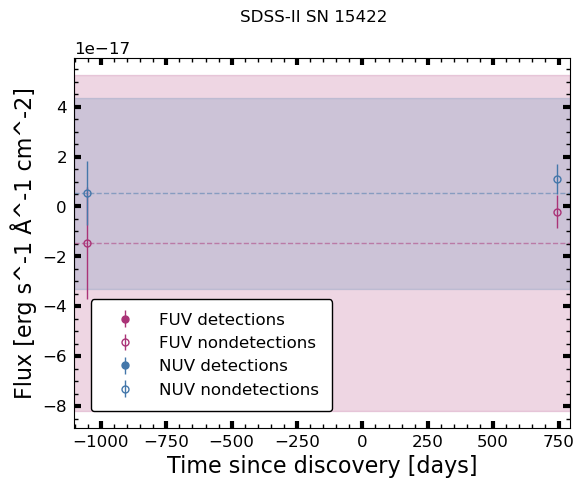 SDSS-II SN 15422
1e−17
4
2
0
−2
−4
−6
−8
Flux [erg s^-1 Å^-1 cm^-2]
FUV detections
FUV nondetections
NUV detections
NUV nondetections
−1000 −750 −500 −250 0 250 500 750
Time since discovery [days]